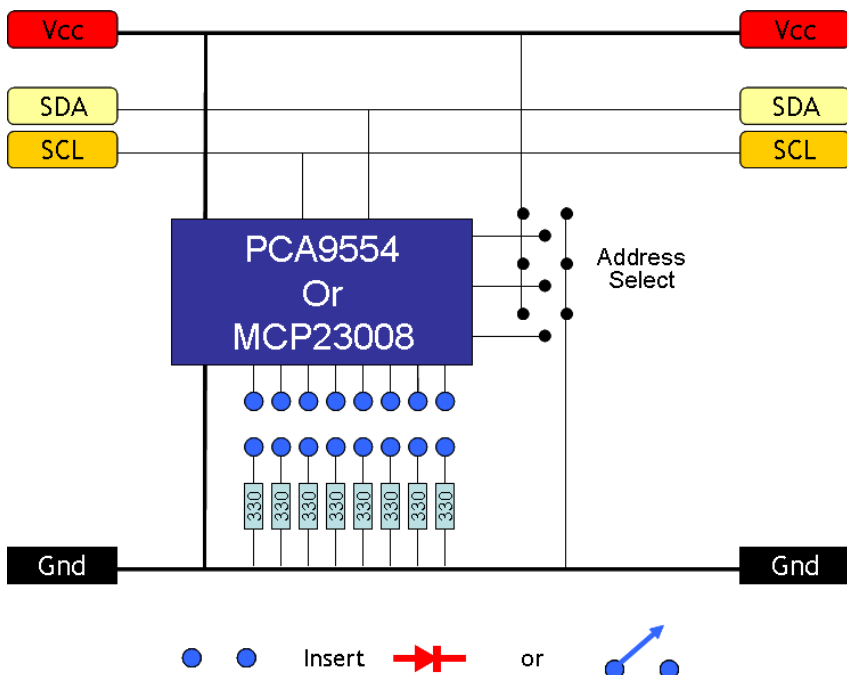 Vcc Vcc
SDA SDA
SCL SCL
PCA9554
Or
MCP23008
Address
Select
330 330 330 330 330 330 330 330
Gnd Gnd
Insert or